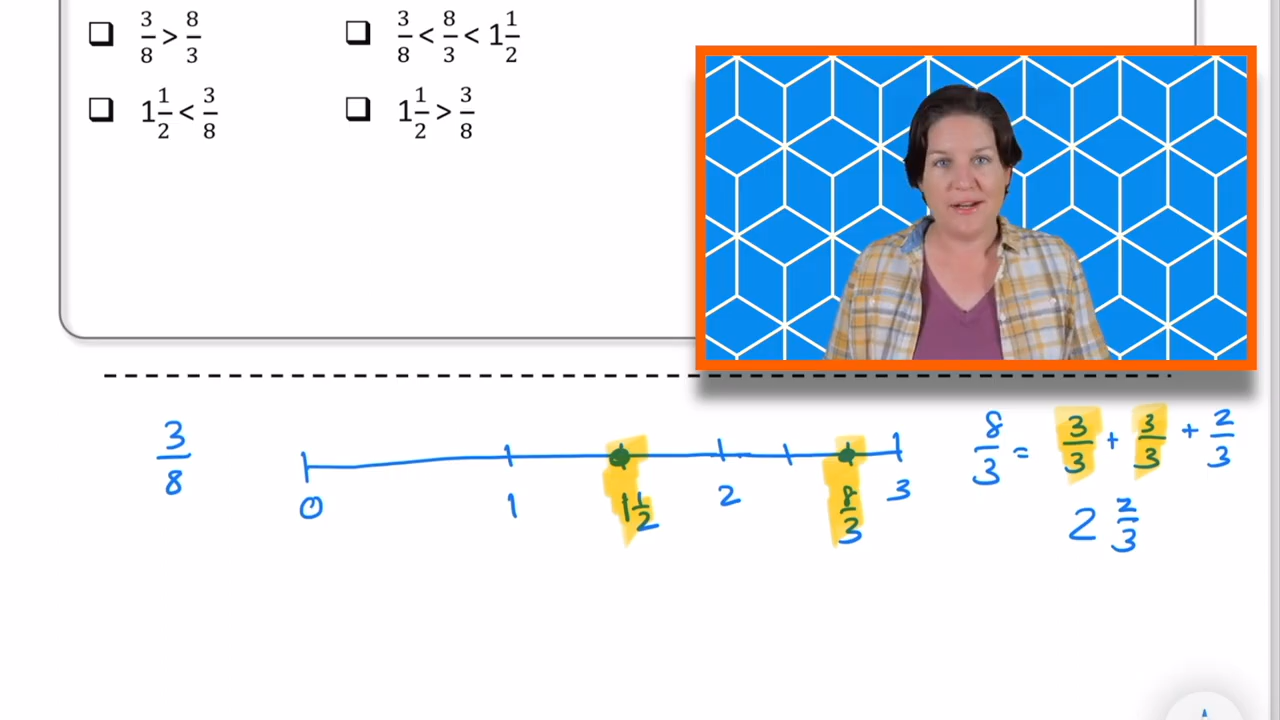 ❑ 3/8 > 8/3 ❑ 3/8 < 8/3 < 1 1/2
❑ 1 1/2 < 3/8 ❑ 1 1/2 > 3/8
3/8
0 1 1 1/2 2 8/3 3
8/3 = 3/3 + 3/3 + 2/3
2 2/3